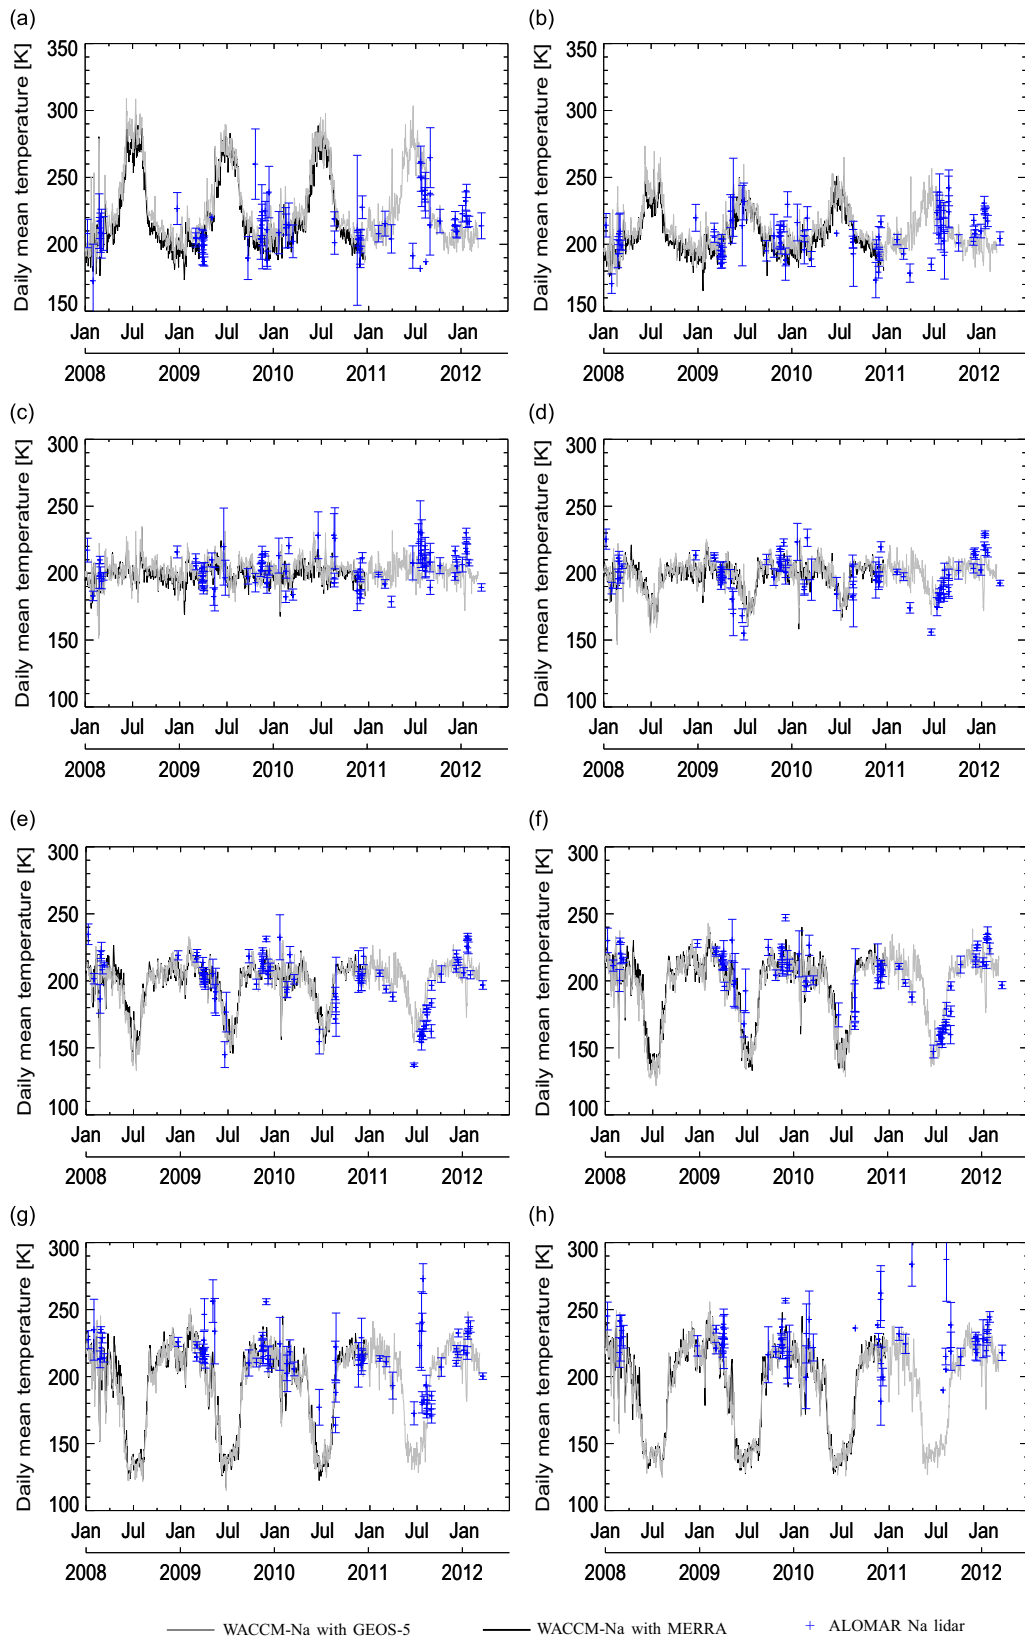 (a) (b)
Daily mean temperature [K] Daily mean temperature [K]
350 350
300 300
250 250
200 200
150 150
Jan Jul Jan Jul Jan Jul Jan Jul Jan Jan Jul Jan Jul Jan Jul Jan Jul Jan
2008 2009 2010 2011 2012 2008 2009 2010 2011 2012
(c) (d)
Daily mean temperature [K] Daily mean temperature [K]
300 300
250 250
200 200
150 150
100 100
Jan Jul Jan Jul Jan Jul Jan Jul Jan Jan Jul Jan Jul Jan Jul Jan Jul Jan
2008 2009 2010 2011 2012 2008 2009 2010 2011 2012
(e) (f)
Daily mean temperature [K] Daily mean temperature [K]
300 300
250 250
200 200
150 150
100 100
Jan Jul Jan Jul Jan Jul Jan Jul Jan Jan Jul Jan Jul Jan Jul Jan Jul Jan
2008 2009 2010 2011 2012 2008 2009 2010 2011 2012
(g) (h)
Daily mean temperature [K] Daily mean temperature [K]
300 300
250 250
200 200
150 150
100 100
Jan Jul Jan Jul Jan Jul Jan Jul Jan Jan Jul Jan Jul Jan Jul Jan Jul Jan
2008 2009 2010 2011 2012 2008 2009 2010 2011 2012
WACCM-Na with GEOS-5 WACCM-Na with MERRA + ALOMAR Na lidar